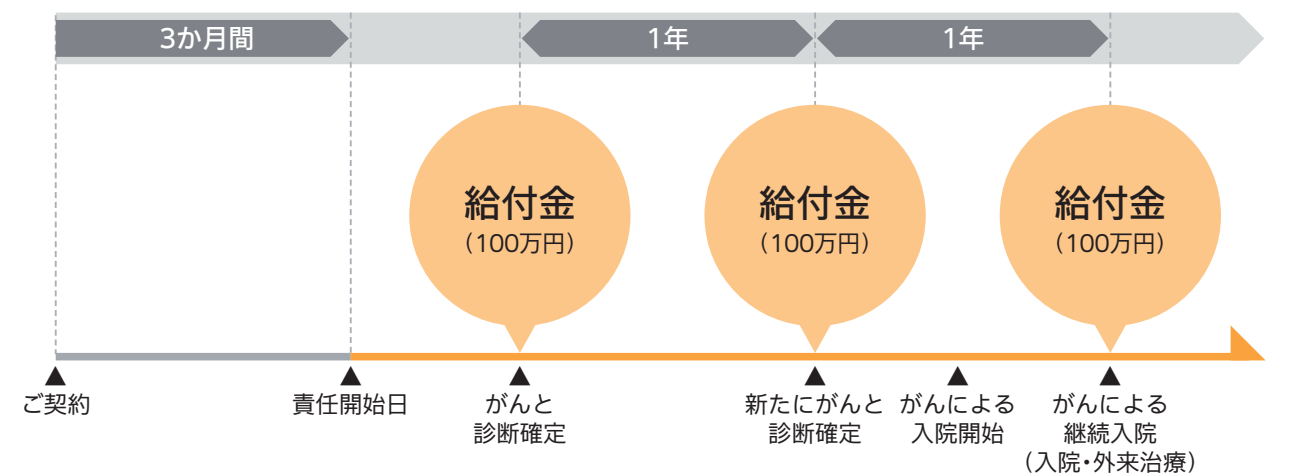 3か月間
1年
1年
給付金
（100万円）
給付金
（100万円）
給付金
（100万円）
ご契約
責任開始日
がんと
診断確定
新たにがんと
診断確定
がんによる
入院開始
がんによる
継続入院
（入院・外来治療）